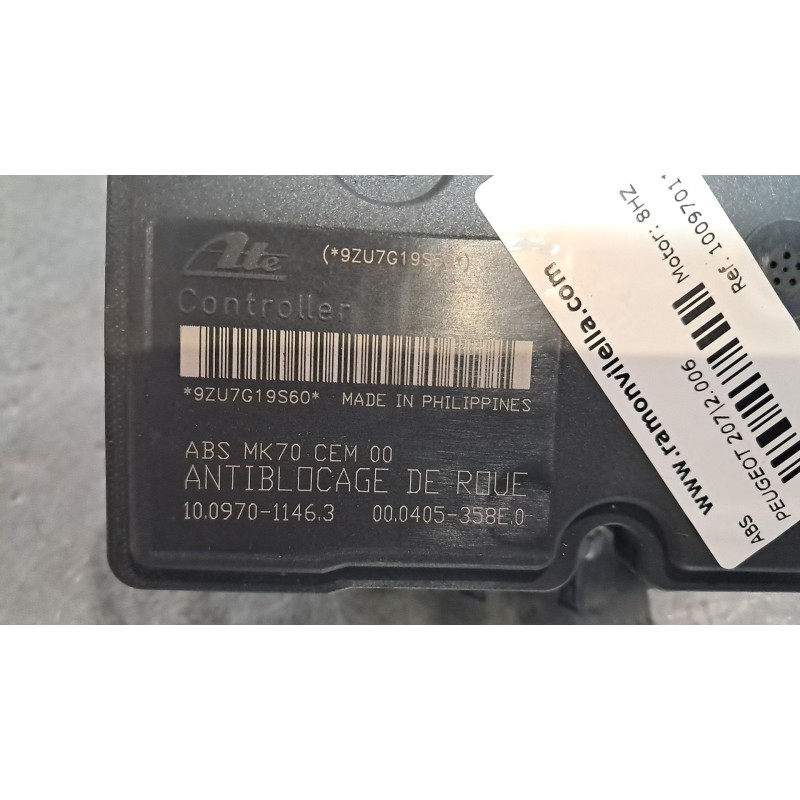 Ate (*9ZU7G19S60*)
Controller
*9ZU7G19S60* MADE IN PHILIPPINES
ABS MK70 CEM 00
ANTIBLOCAGE DE ROUE
10.0970-1146.3 00.0405-358E.0
www.ramonvilella.com
ABS
PEUGEOT 207|2.006
Motor: 8HZ